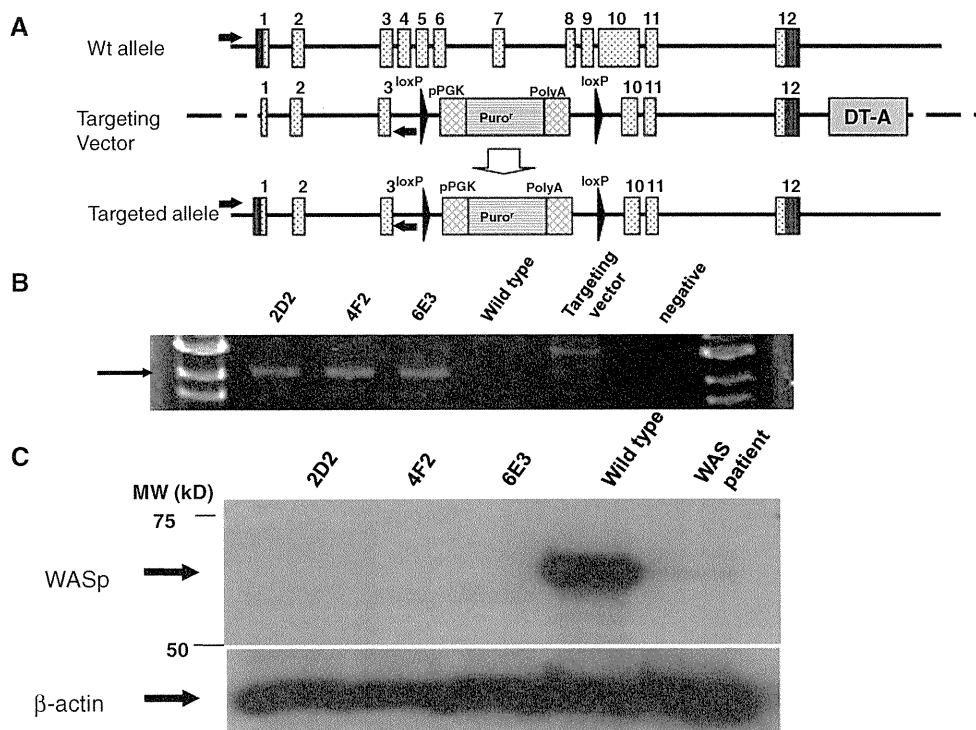 A
1 2 3 4 5 6 7 8 9 10 11 12
Wt allele
1 2 3 loxP pPGK PolyA loxP 10 11 12
Targeting
Vector
Puroʳ
DT-A
1 2 3 loxP pPGK PolyA loxP 10 11 12
Targeted allele
Puroʳ
B
2D2 4F2 6E3 Wild type Targeting vector negative
C
2D2 4F2 6E3 Wild type WAS patient
MW (kD)
75
WASp
50
β-actin